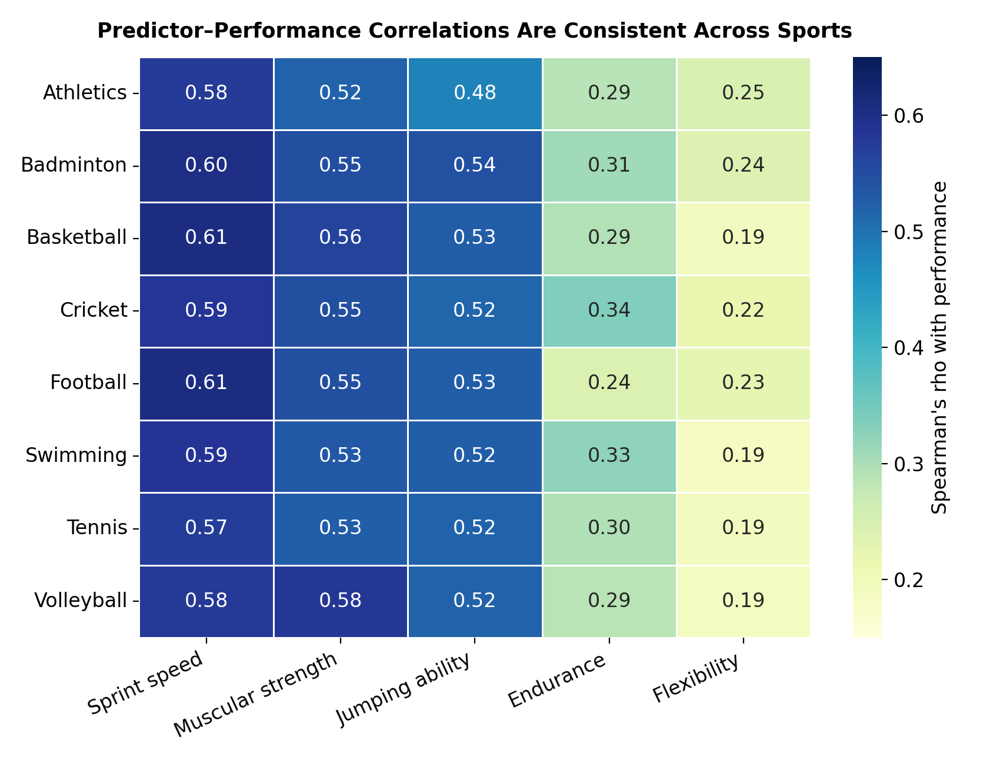 Predictor–Performance Correlations Are Consistent Across Sports
Athletics 0.58 0.52 0.48 0.29 0.25
Badminton 0.60 0.55 0.54 0.31 0.24
Basketball 0.61 0.56 0.53 0.29 0.19
Cricket 0.59 0.55 0.52 0.34 0.22
Football 0.61 0.55 0.53 0.24 0.23
Swimming 0.59 0.53 0.52 0.33 0.19
Tennis 0.57 0.53 0.52 0.30 0.19
Volleyball 0.58 0.58 0.52 0.29 0.19
Sprint speed
Muscular strength
Jumping ability
Endurance
Flexibility
0.6
0.5
0.4
0.3
0.2
Spearman's rho with performance